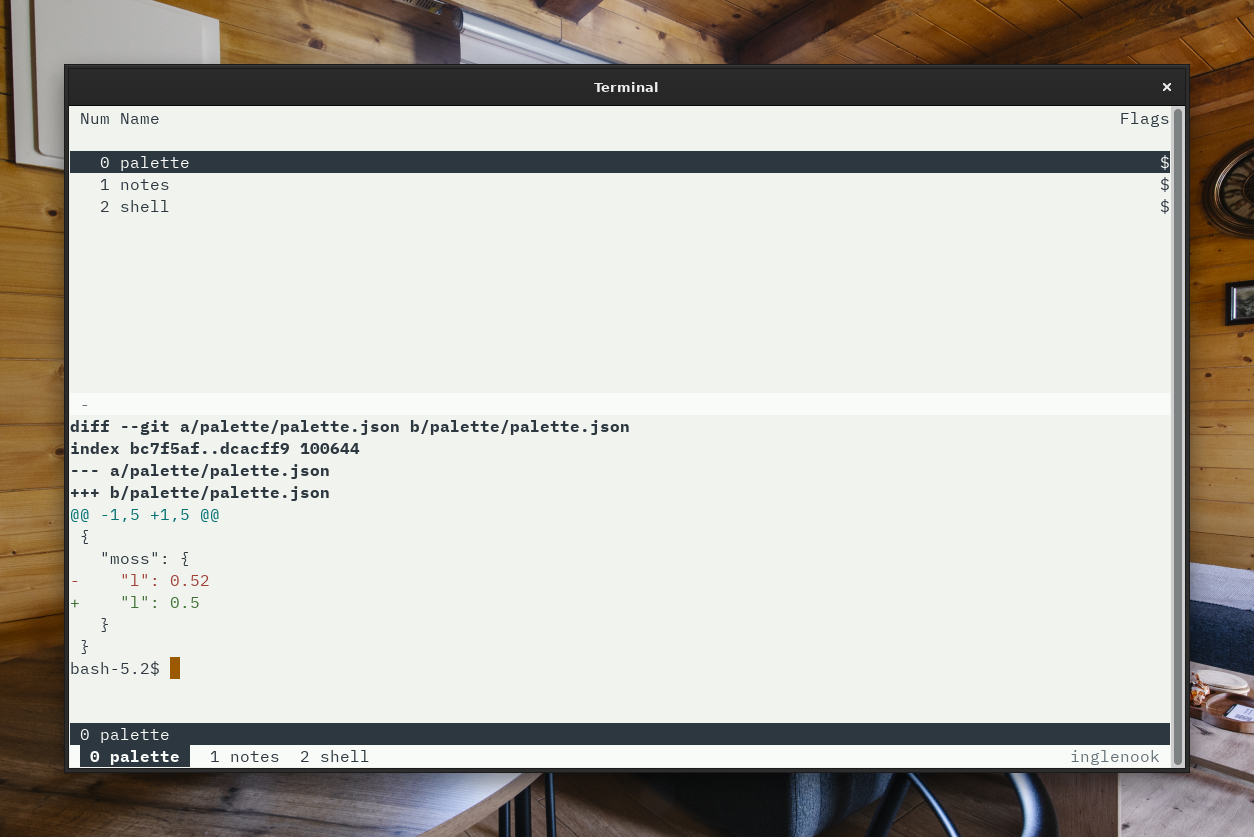 Terminal
Num Name Flags
0 palette $
1 notes $
2 shell $
-
diff --git a/palette/palette.json b/palette/palette.json
index bc7f5af..dcacff9 100644
--- a/palette/palette.json
+++ b/palette/palette.json
@@ -1,5 +1,5 @@
{
"moss": {
- "l": 0.52
+ "l": 0.5
}
}
bash-5.2$
0 palette
0 palette 1 notes 2 shell inglenook